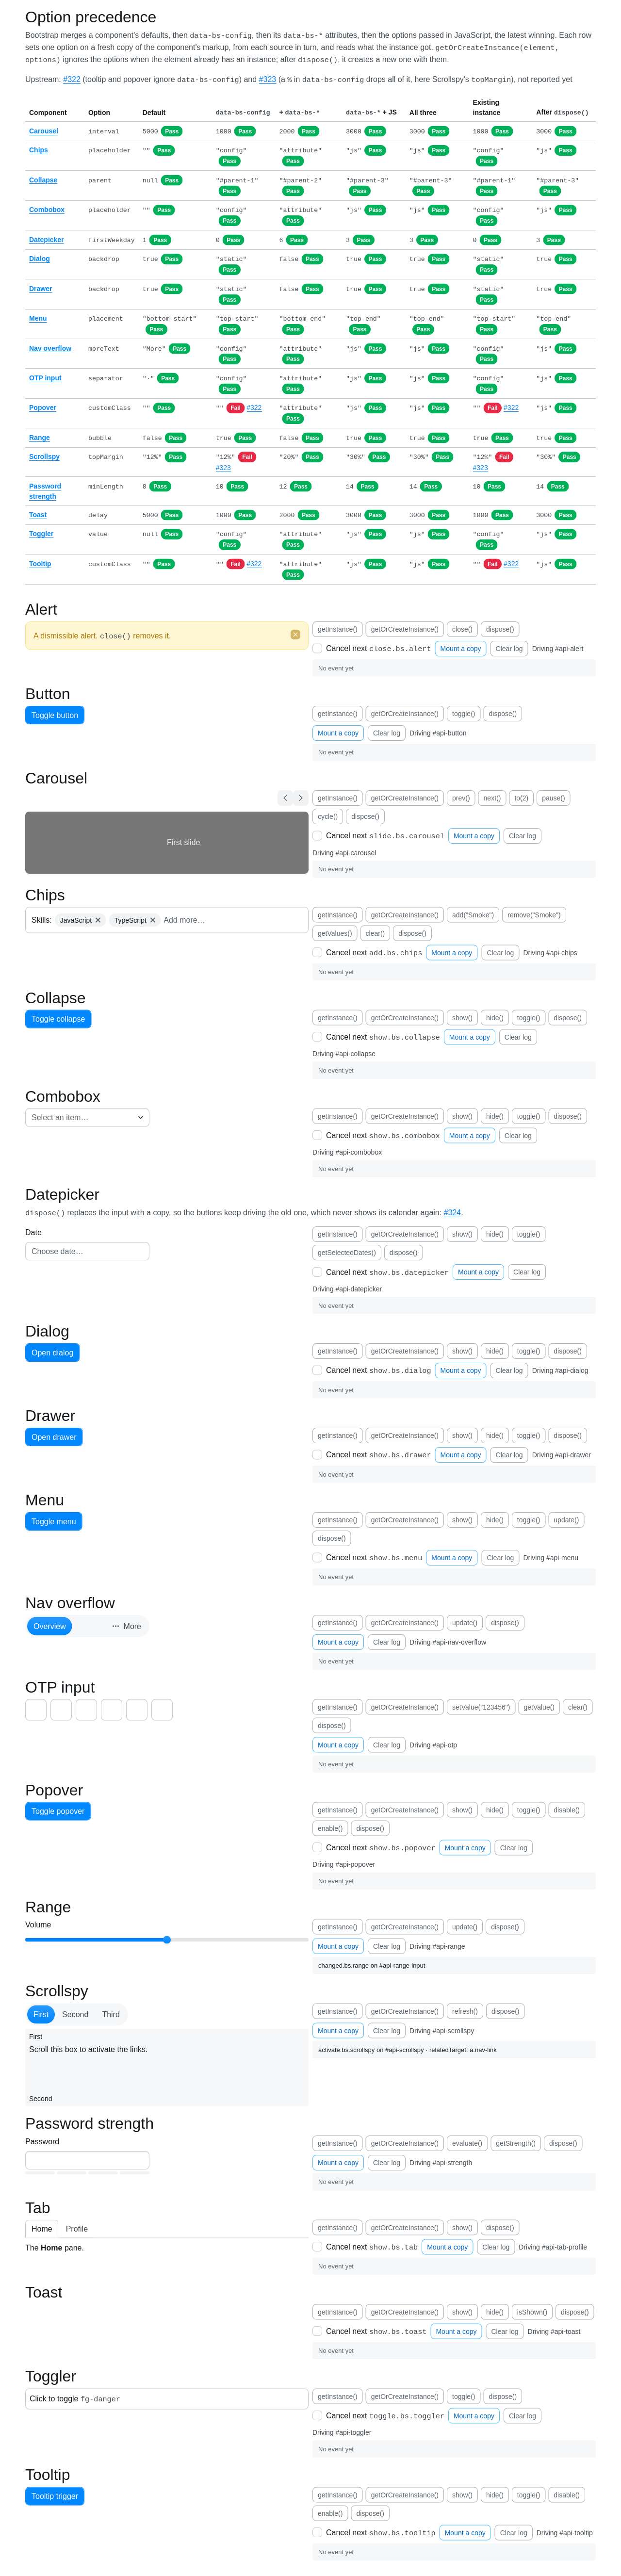 Option precedence
Bootstrap merges a component's defaults, then data-bs-config, then its data-bs-* attributes, then the options passed in JavaScript, the latest winning. Each row
sets one option on a fresh copy of the component's markup, from each source in turn, and reads what the instance got. getOrCreateInstance(element,
options) ignores the options when the element already has an instance; after dispose(), it creates a new one with them.
Upstream: #322 (tooltip and popover ignore data-bs-config) and #323 (a % in data-bs-config drops all of it, here Scrollspy's topMargin), not reported yet
Component Option Default data-bs-config + data-bs-* data-bs-* + JS All three Existing instance After dispose()
Carousel interval 5000 Pass 1000 Pass 2000 Pass 3000 Pass 3000 Pass 1000 Pass 3000 Pass
Chips placeholder "" Pass "config" Pass "attribute" Pass "js" Pass "js" Pass "config" Pass "js" Pass
Collapse parent null Pass "#parent-1" Pass "#parent-2" Pass "#parent-3" Pass "#parent-3" Pass "#parent-1" Pass "#parent-3" Pass
Combobox placeholder "" Pass "config" Pass "attribute" Pass "js" Pass "js" Pass "config" Pass "js" Pass
Datepicker firstWeekday 1 Pass 0 Pass 6 Pass 3 Pass 3 Pass 0 Pass 3 Pass
Dialog backdrop true Pass "static" Pass false Pass true Pass true Pass "static" Pass true Pass
Drawer backdrop true Pass "static" Pass false Pass true Pass true Pass "static" Pass true Pass
Menu placement "bottom-start" Pass "top-start" Pass "bottom-end" Pass "top-end" Pass "top-end" Pass "top-start" Pass "top-end" Pass
Nav overflow moreText "More" Pass "config" Pass "attribute" Pass "js" Pass "js" Pass "config" Pass "js" Pass
OTP input separator "·" Pass "config" Pass "attribute" Pass "js" Pass "js" Pass "config" Pass "js" Pass
Popover customClass "" Pass "" Fail #322 "attribute" Pass "js" Pass "js" Pass "" Fail #322 "js" Pass
Range bubble false Pass true Pass false Pass true Pass true Pass true Pass true Pass
Scrollspy topMargin "12%" Pass "12%" Fail #323 "20%" Pass "30%" Pass "30%" Pass "12%" Fail #323 "30%" Pass
Password strength minLength 8 Pass 10 Pass 12 Pass 14 Pass 14 Pass 10 Pass 14 Pass
Toast delay 5000 Pass 1000 Pass 2000 Pass 3000 Pass 3000 Pass 1000 Pass 3000 Pass
Toggler value null Pass "config" Pass "attribute" Pass "js" Pass "js" Pass "config" Pass "js" Pass
Tooltip customClass "" Pass "" Fail #322 "attribute" Pass "js" Pass "js" Pass "" Fail #322 "js" Pass
Alert
A dismissible alert. close() removes it.
getInstance() getOrCreateInstance() close() dispose()
Cancel next close.bs.alert Mount a copy Clear log Driving #api-alert
No event yet
Button
Toggle button
getInstance() getOrCreateInstance() toggle() dispose()
Mount a copy Clear log Driving #api-button
No event yet
Carousel
First slide
getInstance() getOrCreateInstance() prev() next() to(2) pause()
cycle() dispose()
Cancel next slide.bs.carousel Mount a copy Clear log
Driving #api-carousel
No event yet
Chips
Skills: JavaScript TypeScript Add more…
getInstance() getOrCreateInstance() add("Smoke") remove("Smoke")
getValues() clear() dispose()
Cancel next add.bs.chips Mount a copy Clear log Driving #api-chips
No event yet
Collapse
Toggle collapse
getInstance() getOrCreateInstance() show() hide() toggle() dispose()
Cancel next show.bs.collapse Mount a copy Clear log
Driving #api-collapse
No event yet
Combobox
Select an item…
getInstance() getOrCreateInstance() show() hide() toggle() dispose()
Cancel next show.bs.combobox Mount a copy Clear log
Driving #api-combobox
No event yet
Datepicker
dispose() replaces the input with a copy, so the buttons keep driving the old one, which never shows its calendar again: #324.
Date
Choose date…
getInstance() getOrCreateInstance() show() hide() toggle()
getSelectedDates() dispose()
Cancel next show.bs.datepicker Mount a copy Clear log
Driving #api-datepicker
No event yet
Dialog
Open dialog
getInstance() getOrCreateInstance() show() hide() toggle() dispose()
Cancel next show.bs.dialog Mount a copy Clear log Driving #api-dialog
No event yet
Drawer
Open drawer
getInstance() getOrCreateInstance() show() hide() toggle() dispose()
Cancel next show.bs.drawer Mount a copy Clear log Driving #api-drawer
No event yet
Menu
Toggle menu
getInstance() getOrCreateInstance() show() hide() toggle() update()
dispose()
Cancel next show.bs.menu Mount a copy Clear log Driving #api-menu
No event yet
Nav overflow
Overview More
getInstance() getOrCreateInstance() update() dispose()
Mount a copy Clear log Driving #api-nav-overflow
No event yet
OTP input
getInstance() getOrCreateInstance() setValue("123456") getValue() clear()
dispose()
Mount a copy Clear log Driving #api-otp
No event yet
Popover
Toggle popover
getInstance() getOrCreateInstance() show() hide() toggle() disable()
enable() dispose()
Cancel next show.bs.popover Mount a copy Clear log
Driving #api-popover
No event yet
Range
Volume
getInstance() getOrCreateInstance() update() dispose()
Mount a copy Clear log Driving #api-range
changed.bs.range on #api-range-input
Scrollspy
First Second Third
First
Scroll this box to activate the links.
Second
getInstance() getOrCreateInstance() refresh() dispose()
Mount a copy Clear log Driving #api-scrollspy
activate.bs.scrollspy on #api-scrollspy · relatedTarget: a.nav-link
Password strength
Password
getInstance() getOrCreateInstance() evaluate() getStrength() dispose()
Mount a copy Clear log Driving #api-strength
No event yet
Tab
Home Profile
The Home pane.
getInstance() getOrCreateInstance() show() dispose()
Cancel next show.bs.tab Mount a copy Clear log Driving #api-tab-profile
No event yet
Toast
getInstance() getOrCreateInstance() show() hide() isShown() dispose()
Cancel next show.bs.toast Mount a copy Clear log Driving #api-toast
No event yet
Toggler
Click to toggle fg-danger
getInstance() getOrCreateInstance() toggle() dispose()
Cancel next toggle.bs.toggler Mount a copy Clear log
Driving #api-toggler
No event yet
Tooltip
Tooltip trigger
getInstance() getOrCreateInstance() show() hide() toggle() disable()
enable() dispose()
Cancel next show.bs.tooltip Mount a copy Clear log Driving #api-tooltip
No event yet